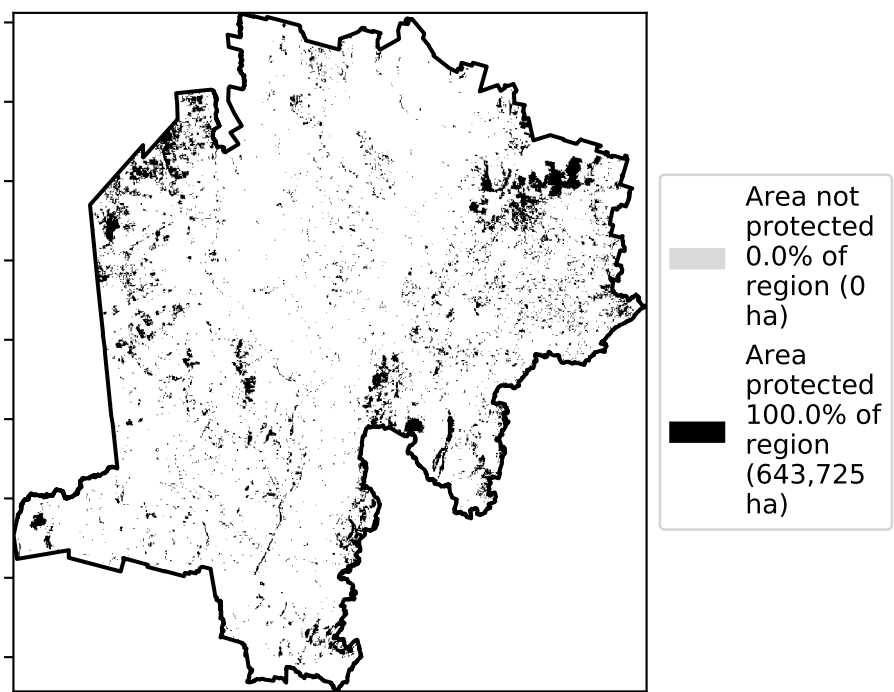 Area not
protected
0.0% of
region (0
ha)
Area
protected
100.0% of
region
(643,725
ha)